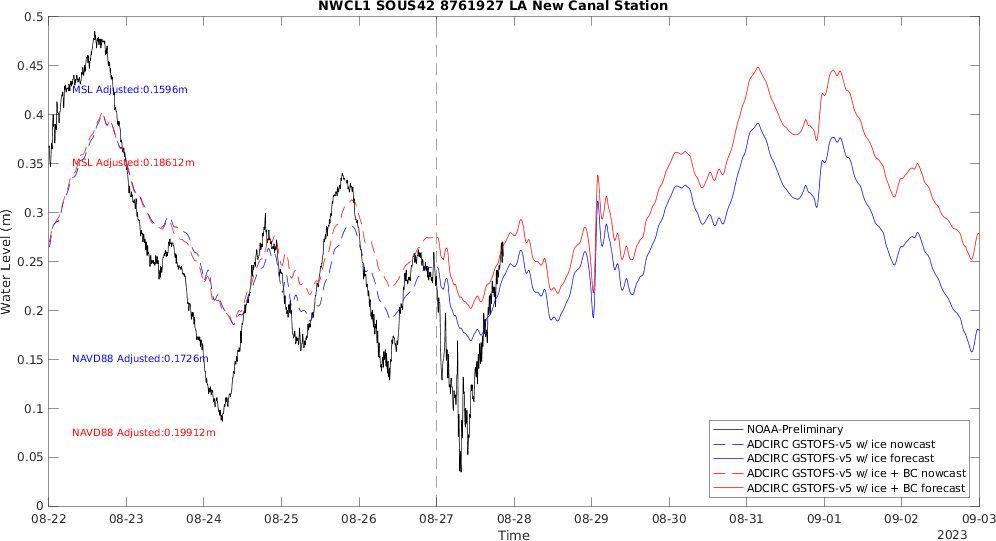 NWCL1 SOUS42 8761927 LA New Canal Station
0.5
0.45
0.4
0.35
0.3
0.25
0.2
0.15
0.1
0.05
0
Water Level (m)
MSL Adjusted:0.1596m
MSL Adjusted:0.18612m
NAVD88 Adjusted:0.1726m
NAVD88 Adjusted:0.19912m
NOAA-Preliminary
ADCIRC GSTOFS-v5 w/ ice nowcast
ADCIRC GSTOFS-v5 w/ ice forecast
ADCIRC GSTOFS-v5 w/ ice + BC nowcast
ADCIRC GSTOFS-v5 w/ ice + BC forecast
08-22 08-23 08-24 08-25 08-26 08-27 08-28 08-29 08-30 08-31 09-01 09-02 09-03
Time
2023